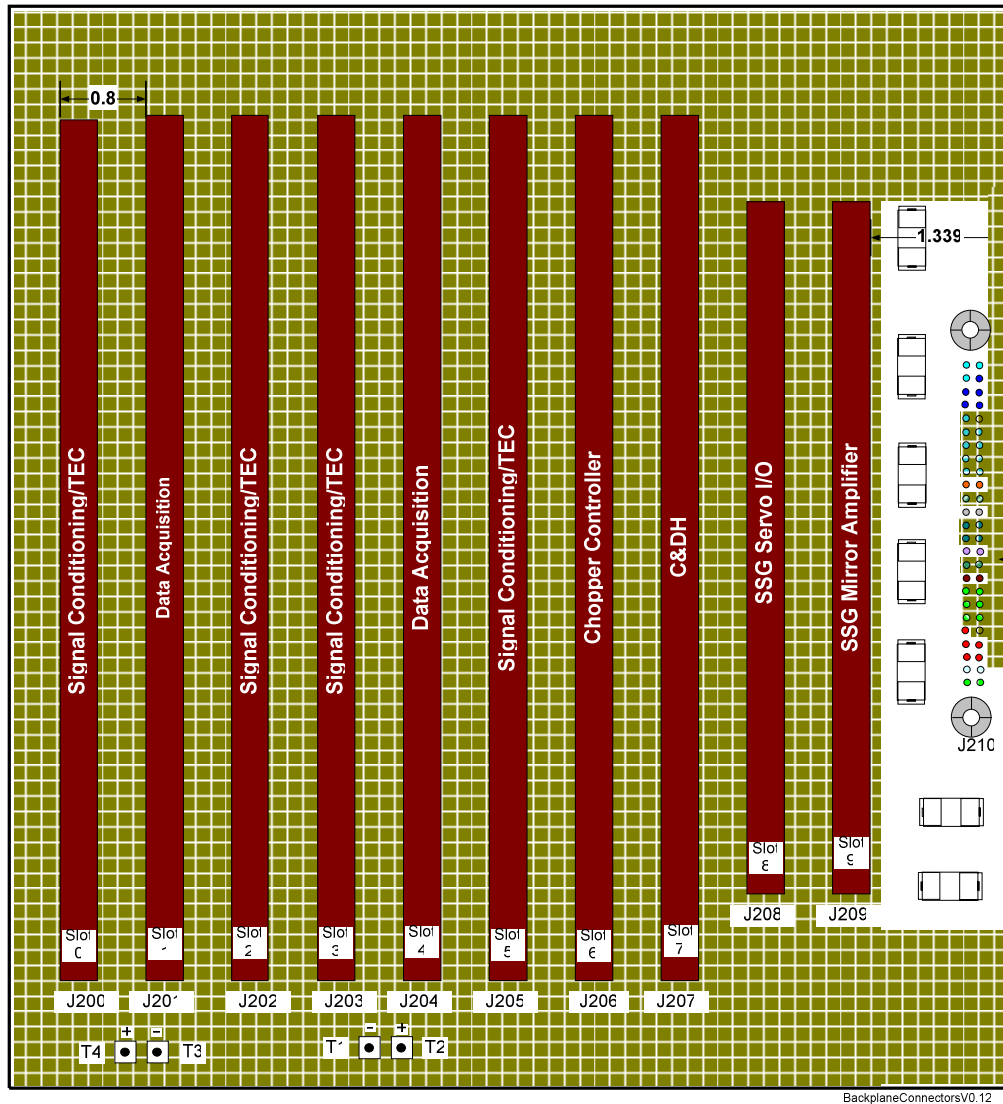 0.8
1.339
Signal Conditioning/TEC
Data Acquisition
Signal Conditioning/TEC
Signal Conditioning/TEC
Data Acquisition
Signal Conditioning/TEC
Chopper Controller
C&DH
SSG Servo I/O
SSG Mirror Amplifier
J210
Slot
8
Slot
9
J208
J209
Slot
0
Slot
1
Slot
2
Slot
3
Slot
4
Slot
5
Slot
6
Slot
7
J200
J201
J202
J203
J204
J205
J206
J207
+
-
-
+
T4
T3
T1
T2
BackplaneConnectorsV0.12